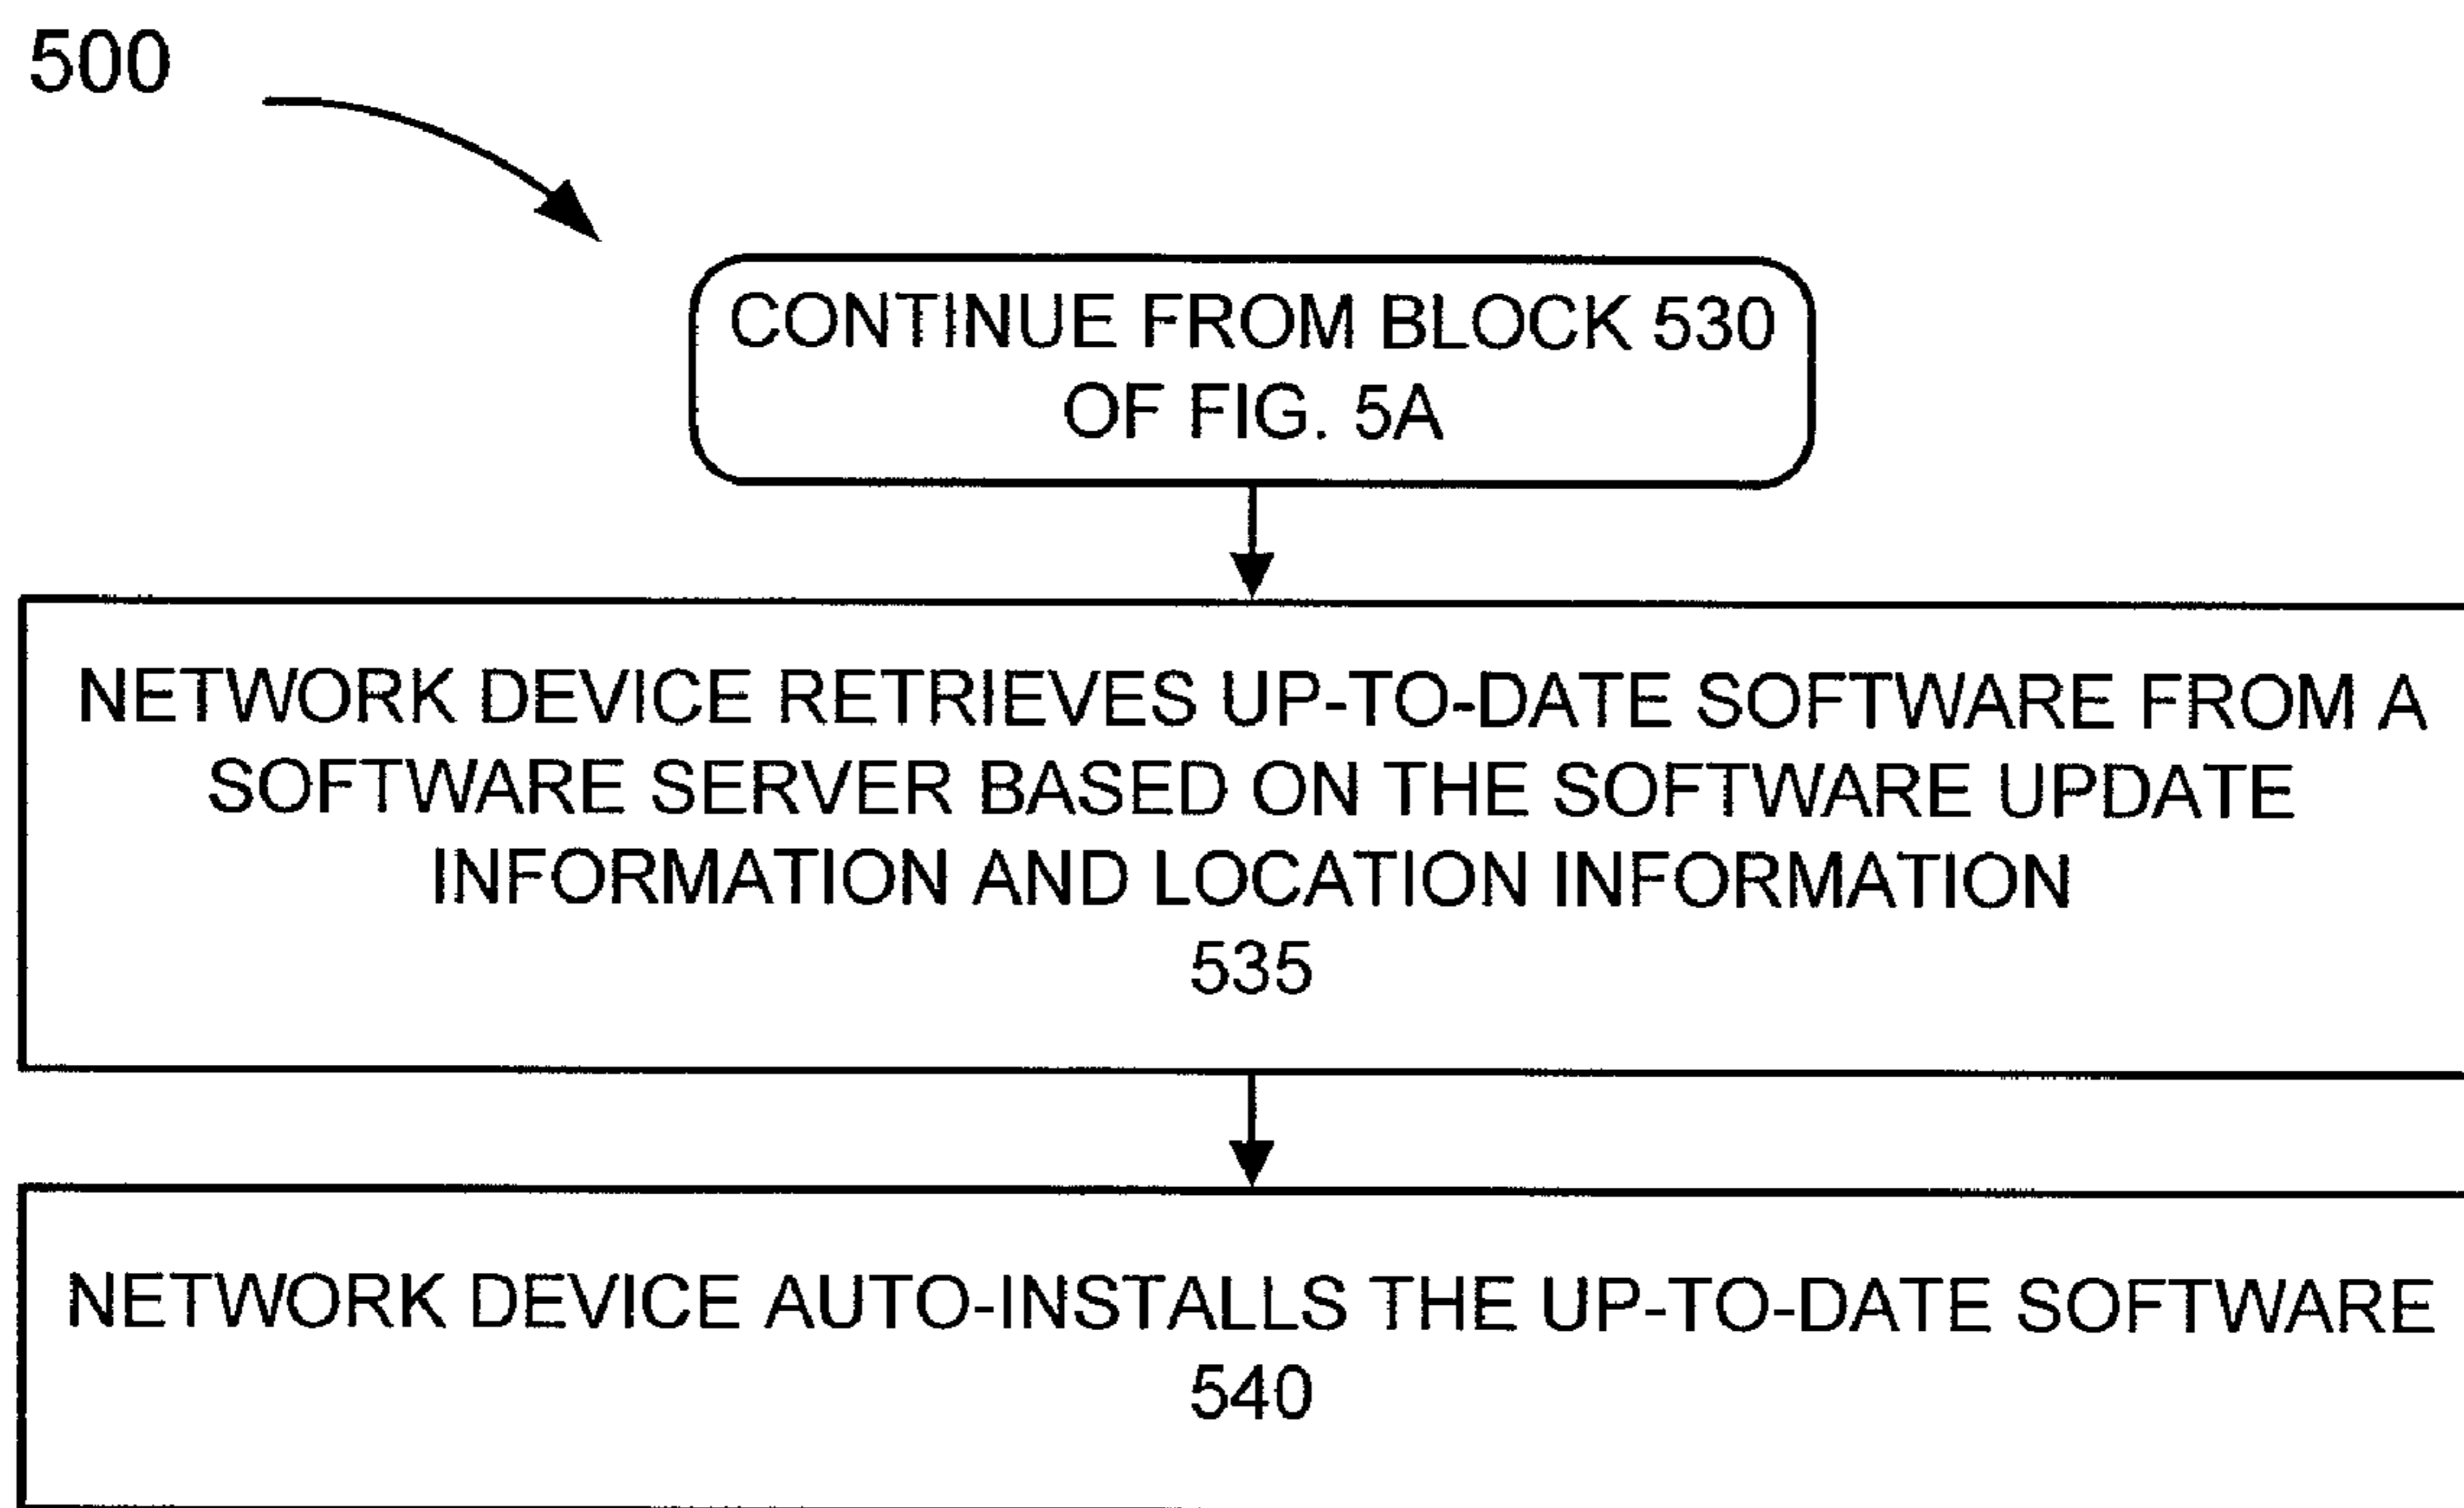 500
CONTINUE FROM BLOCK 530
OF FIG. 5A
NETWORK DEVICE RETRIEVES UP-TO-DATE SOFTWARE FROM A
SOFTWARE SERVER BASED ON THE SOFTWARE UPDATE
INFORMATION AND LOCATION INFORMATION
535
NETWORK DEVICE AUTO-INSTALLS THE UP-TO-DATE SOFTWARE
540